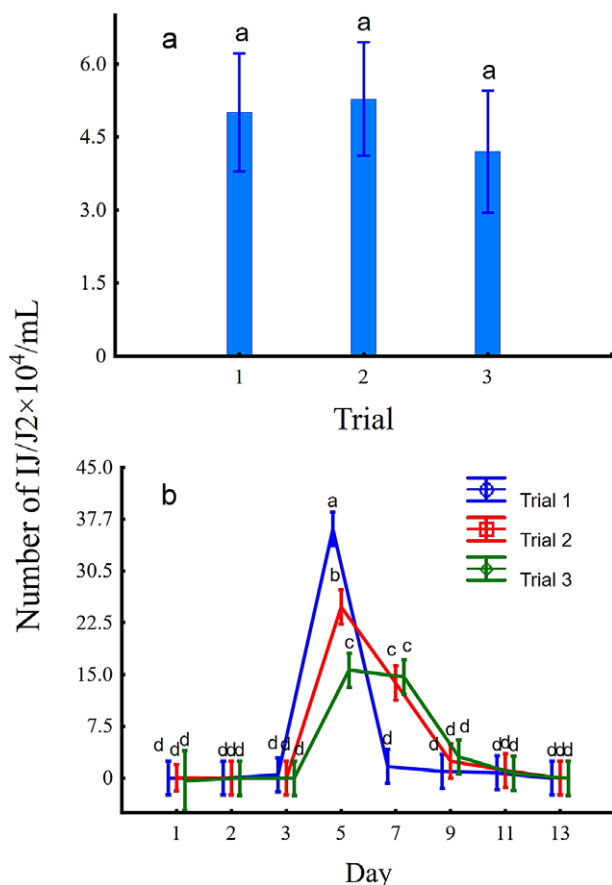 a
a
a
a
6.0
4.5
3.0
1.5
0
1 2 3
Trial
Number of IJ/J2×10⁴/mL
b
45.0
37.7
30.5
22.5
15.0
7.5
0
Trial 1
Trial 2
Trial 3
a
b
c
c
c
d
d
d
d
d
d d d
d d d
d d d
d d d
d d d
1 2 3 5 7 9 11 13
Day